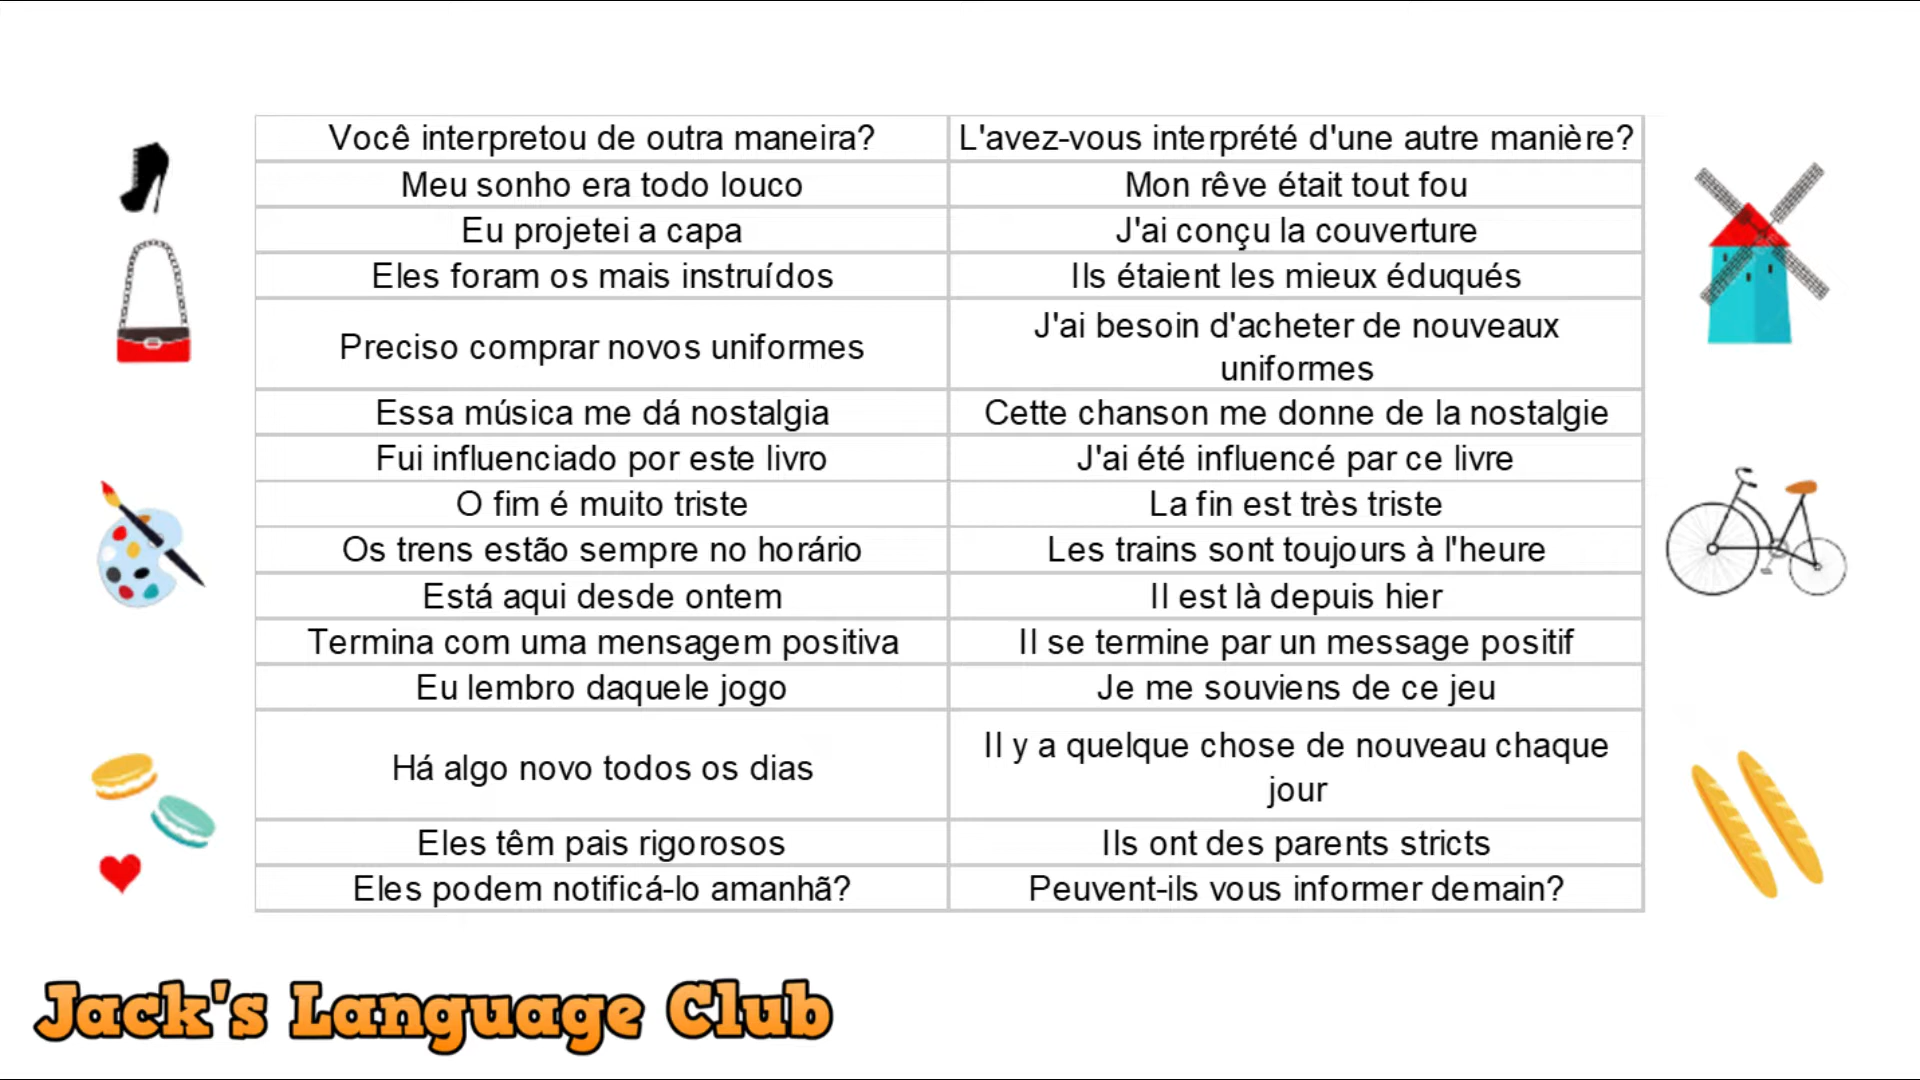 Você interpretou de outra maneira?
L'avez-vous interprété d'une autre manière?
Meu sonho era todo louco
Mon rêve était tout fou
Eu projetei a capa
J'ai conçu la couverture
Eles foram os mais instruídos
Ils étaient les mieux éduqués
Preciso comprar novos uniformes
J'ai besoin d'acheter de nouveaux
uniformes
Essa música me dá nostalgia
Cette chanson me donne de la nostalgie
Fui influenciado por este livro
J'ai été influencé par ce livre
O fim é muito triste
La fin est très triste
Os trens estão sempre no horário
Les trains sont toujours à l'heure
Está aqui desde ontem
Il est là depuis hier
Termina com uma mensagem positiva
Il se termine par un message positif
Eu lembro daquele jogo
Je me souviens de ce jeu
Há algo novo todos os dias
Il y a quelque chose de nouveau chaque
jour
Eles têm pais rigorosos
Ils ont des parents stricts
Eles podem notificá-lo amanhã?
Peuvent-ils vous informer demain?
Jack's Language Club